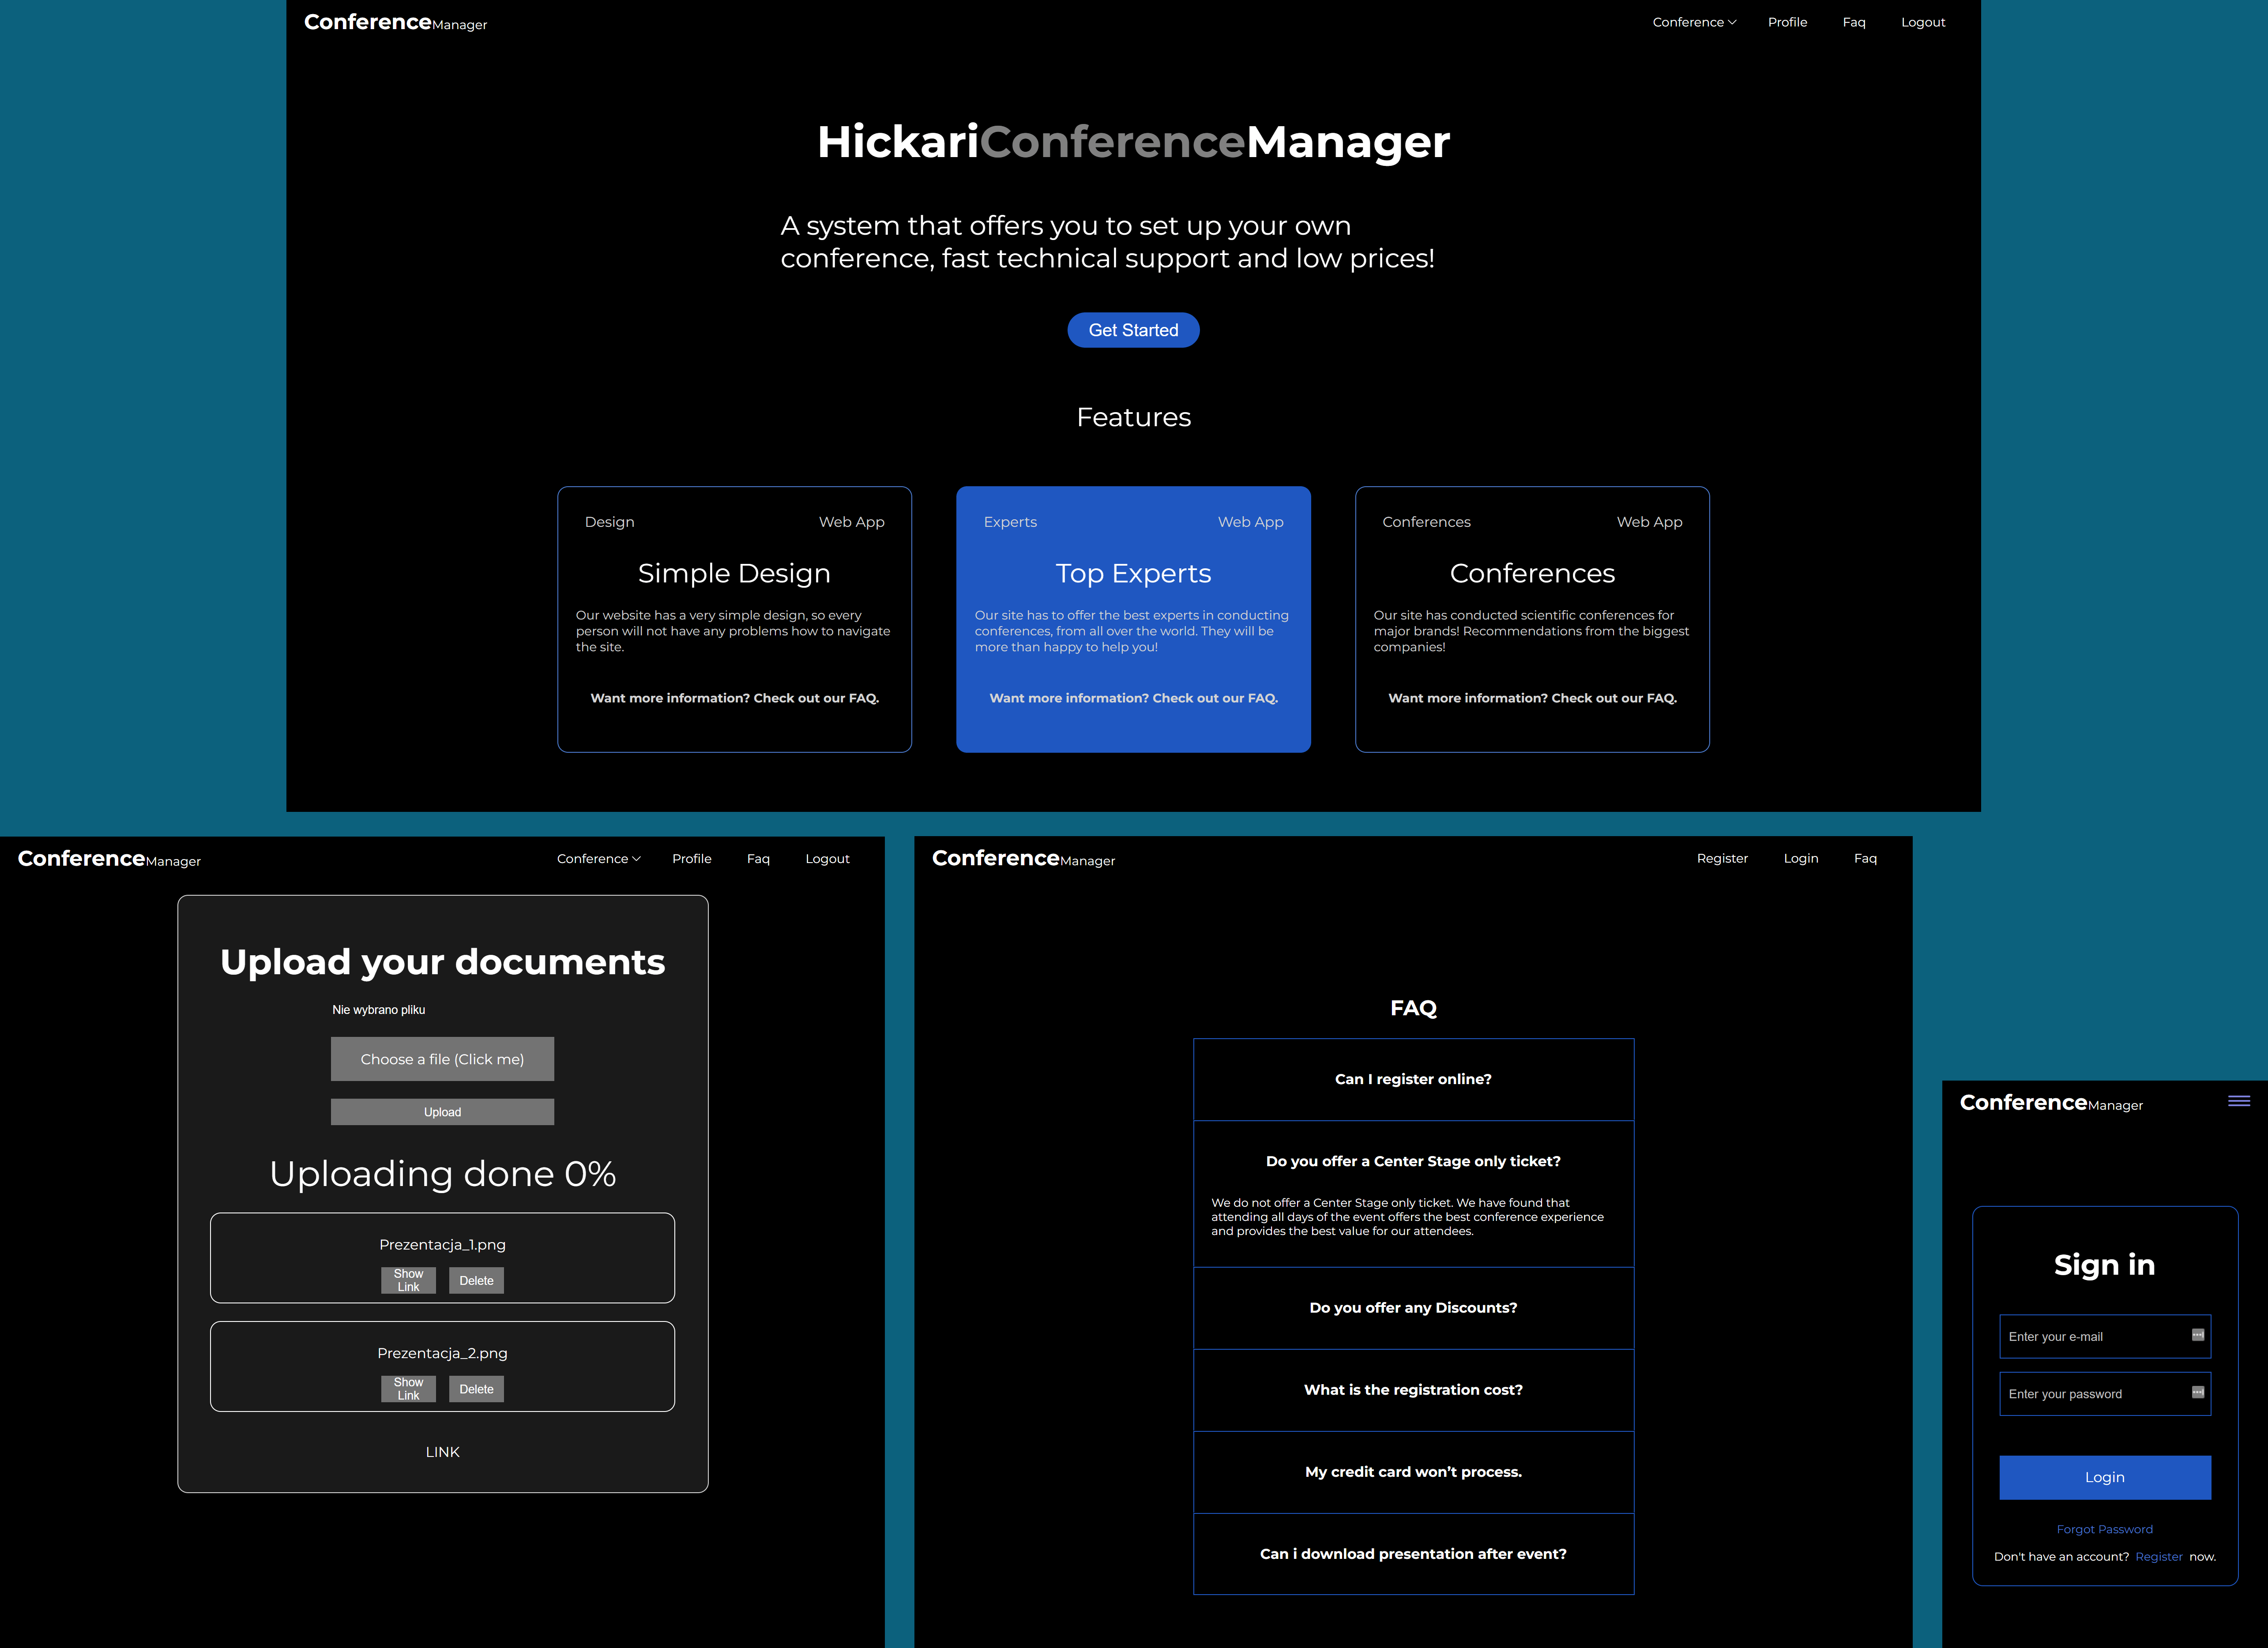 ConferenceManager
Conference Profile Faq Logout
HickariConferenceManager
A system that offers you to set up your own
conference, fast technical support and low prices!
Get Started
Features
Design Web App
Simple Design
Our website has a very simple design, so every
person will not have any problems how to navigate
the site.
Want more information? Check out our FAQ.
Experts Web App
Top Experts
Our site has to offer the best experts in conducting
conferences, from all over the world. They will be
more than happy to help you!
Want more information? Check out our FAQ.
Conferences Web App
Conferences
Our site has conducted scientific conferences for
major brands! Recommendations from the biggest
companies!
Want more information? Check out our FAQ.
ConferenceManager
Conference Profile Faq Logout
Upload your documents
Nie wybrano pliku
Choose a file (Click me)
Upload
Uploading done 0%
Prezentacja_1.png
Show
Link
Delete
Prezentacja_2.png
Show
Link
Delete
LINK
ConferenceManager
Register Login Faq
FAQ
Can I register online?
Do you offer a Center Stage only ticket?
We do not offer a Center Stage only ticket. We have found that
attending all days of the event offers the best conference experience
and provides the best value for our attendees.
Do you offer any Discounts?
What is the registration cost?
My credit card won’t process.
Can i download presentation after event?
ConferenceManager
Sign in
Enter your e-mail
Enter your password
Login
Forgot Password
Don't have an account? Register now.